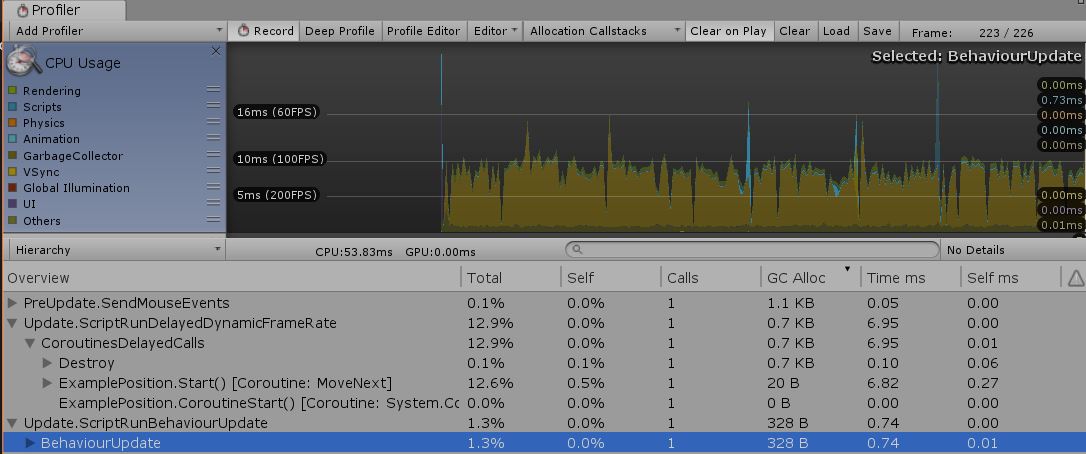 Profiler
Add Profiler Record Deep Profile Profile Editor Editor Allocation Callstacks Clear on Play Clear Load Save Frame: 223 / 226
CPU Usage
Selected: BehaviourUpdate
Rendering
Scripts
Physics
Animation
GarbageCollector
VSync
Global Illumination
UI
Others
16ms (60FPS)
10ms (100FPS)
5ms (200FPS)
0.00ms
0.73ms
0.00ms
0.00ms
0.00ms
0.00ms
0.00ms
0.01ms
Hierarchy CPU:53.83ms GPU:0.00ms No Details
Overview Total Self Calls GC Alloc Time ms Self ms
PreUpdate.SendMouseEvents 0.1% 0.0% 1 1.1 KB 0.05 0.00
Update.ScriptRunDelayedDynamicFrameRate 12.9% 0.0% 1 0.7 KB 6.95 0.00
CoroutinesDelayedCalls 12.9% 0.0% 1 0.7 KB 6.95 0.01
Destroy 0.1% 0.1% 1 0.7 KB 0.10 0.06
ExamplePosition.Start() [Coroutine: MoveNext] 12.6% 0.5% 1 20 B 6.82 0.27
ExamplePosition.CoroutineStart() [Coroutine: System.Cc 0.0% 0.0% 1 0 B 0.00 0.00
Update.ScriptRunBehaviourUpdate 1.3% 0.0% 1 328 B 0.74 0.00
BehaviourUpdate 1.3% 0.0% 1 328 B 0.74 0.01